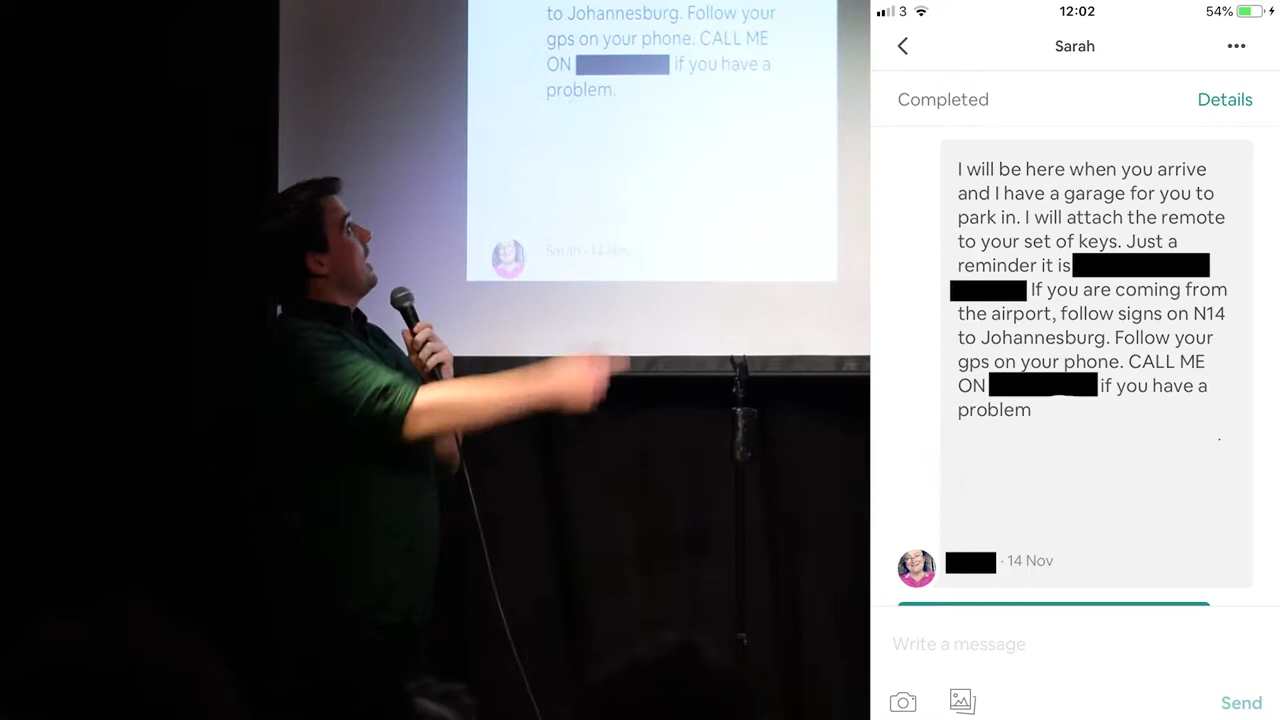 to Johannesburg. Follow your
gps on your phone. CALL ME
ON if you have a
problem.
Sarah · 14 Nov
3 12:02 54%
Sarah
Completed Details
I will be here when you arrive
and I have a garage for you to
park in. I will attach the remote
to your set of keys. Just a
reminder it is
If you are coming from
the airport, follow signs on N14
to Johannesburg. Follow your
gps on your phone. CALL ME
ON if you have a
problem
· 14 Nov
Write a message
Send